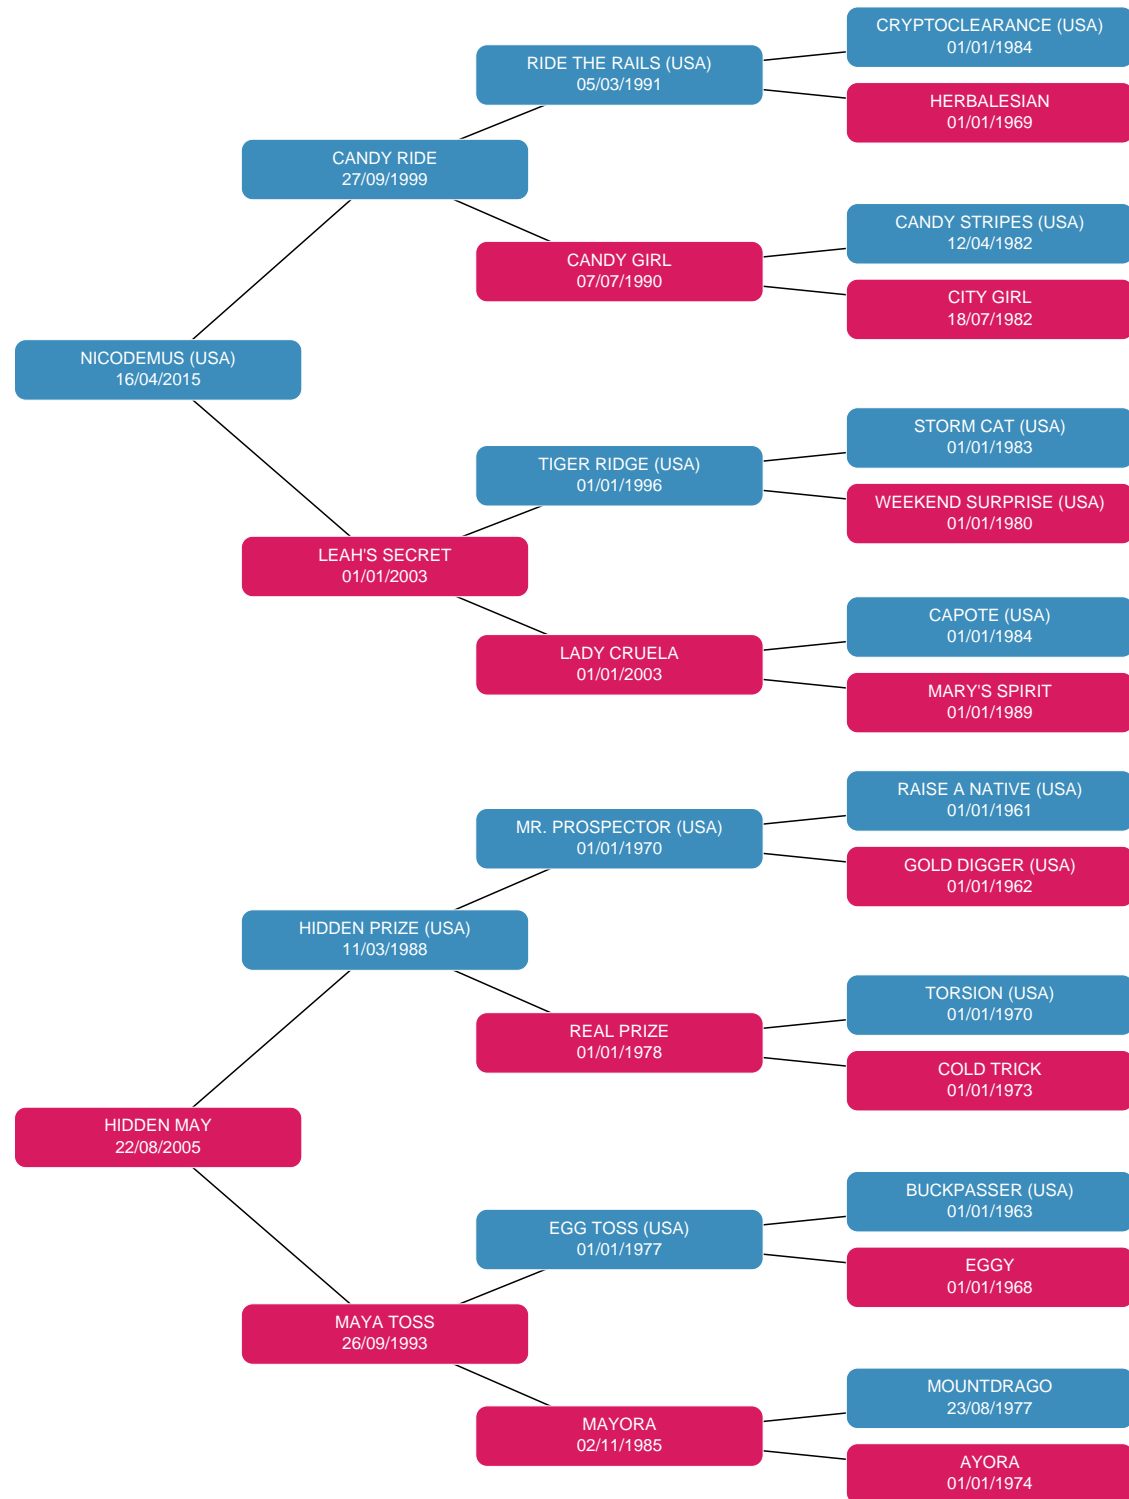 CRYPTOCLEARANCE (USA)
01/01/1984
RIDE THE RAILS (USA)
05/03/1991
HERBALESIAN
01/01/1969
CANDY RIDE
27/09/1999
CANDY STRIPES (USA)
12/04/1982
CANDY GIRL
07/07/1990
CITY GIRL
18/07/1982
NICODEMUS (USA)
16/04/2015
STORM CAT (USA)
01/01/1983
TIGER RIDGE (USA)
01/01/1996
WEEKEND SURPRISE (USA)
01/01/1980
LEAH'S SECRET
01/01/2003
CAPOTE (USA)
01/01/1984
LADY CRUELA
01/01/2003
MARY'S SPIRIT
01/01/1989
RAISE A NATIVE (USA)
01/01/1961
MR. PROSPECTOR (USA)
01/01/1970
GOLD DIGGER (USA)
01/01/1962
HIDDEN PRIZE (USA)
11/03/1988
TORSION (USA)
01/01/1970
REAL PRIZE
01/01/1978
COLD TRICK
01/01/1973
HIDDEN MAY
22/08/2005
BUCKPASSER (USA)
01/01/1963
EGG TOSS (USA)
01/01/1977
EGGY
01/01/1968
MAYA TOSS
26/09/1993
MOUNTDRAGO
23/08/1977
MAYORA
02/11/1985
AYORA
01/01/1974